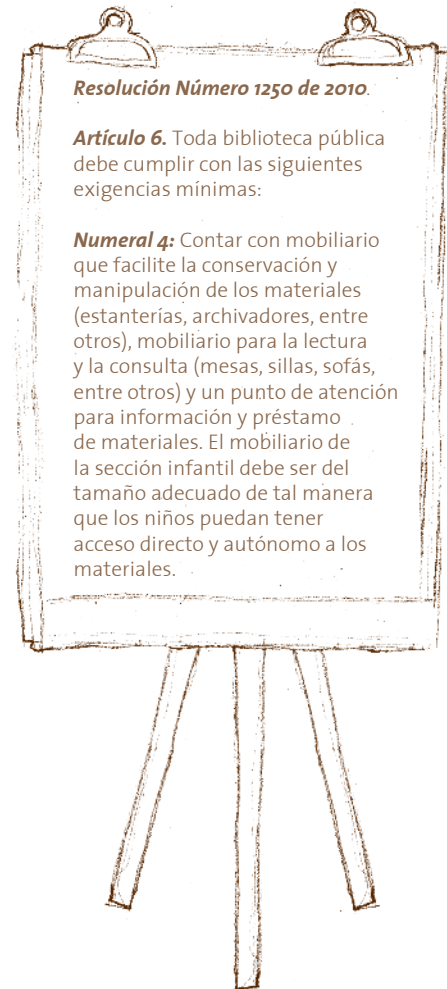 Resolución Número 1250 de 2010.
Artículo 6. Toda biblioteca pública
debe cumplir con las siguientes
exigencias mínimas:
Numeral 4: Contar con mobiliario
que facilite la conservación y
manipulación de los materiales
(estanterías, archivadores, entre
otros), mobiliario para la lectura
y la consulta (mesas, sillas, sofás,
entre otros) y un punto de atención
para información y préstamo
de materiales. El mobiliario de
la sección infantil debe ser del
tamaño adecuado de tal manera
que los niños puedan tener
acceso directo y autónomo a los
materiales.